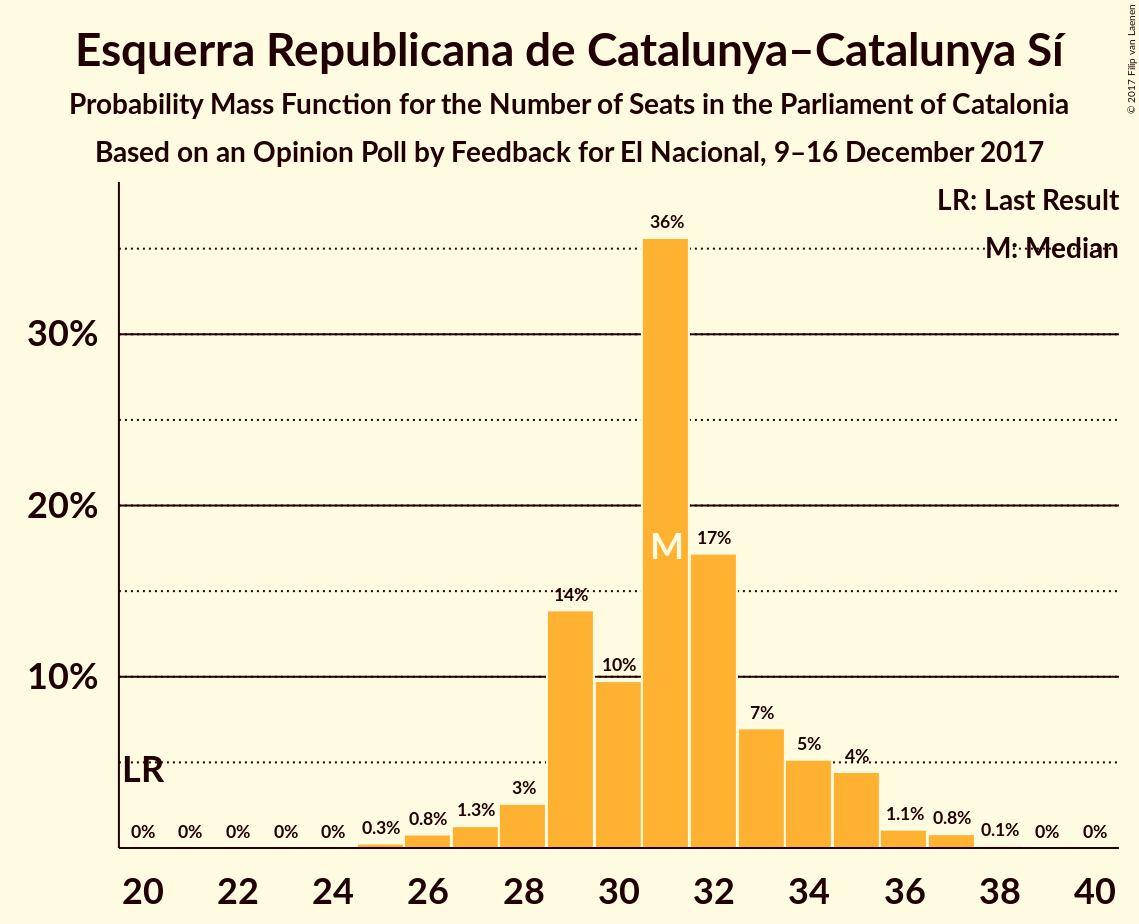 Esquerra Republicana de Catalunya–Catalunya Sí
Probability Mass Function for the Number of Seats in the Parliament of Catalonia
Based on an Opinion Poll by Feedback for El Nacional, 9–16 December 2017
© 2017 Filip van Laenen
LR: Last Result
M: Median
30%
20%
10%
LR
M
0%
0%
0%
0%
0%
0.3%
0.8%
1.3%
3%
14%
10%
36%
17%
7%
5%
4%
1.1%
0.8%
0.1%
0%
0%
20 22 24 26 28 30 32 34 36 38 40